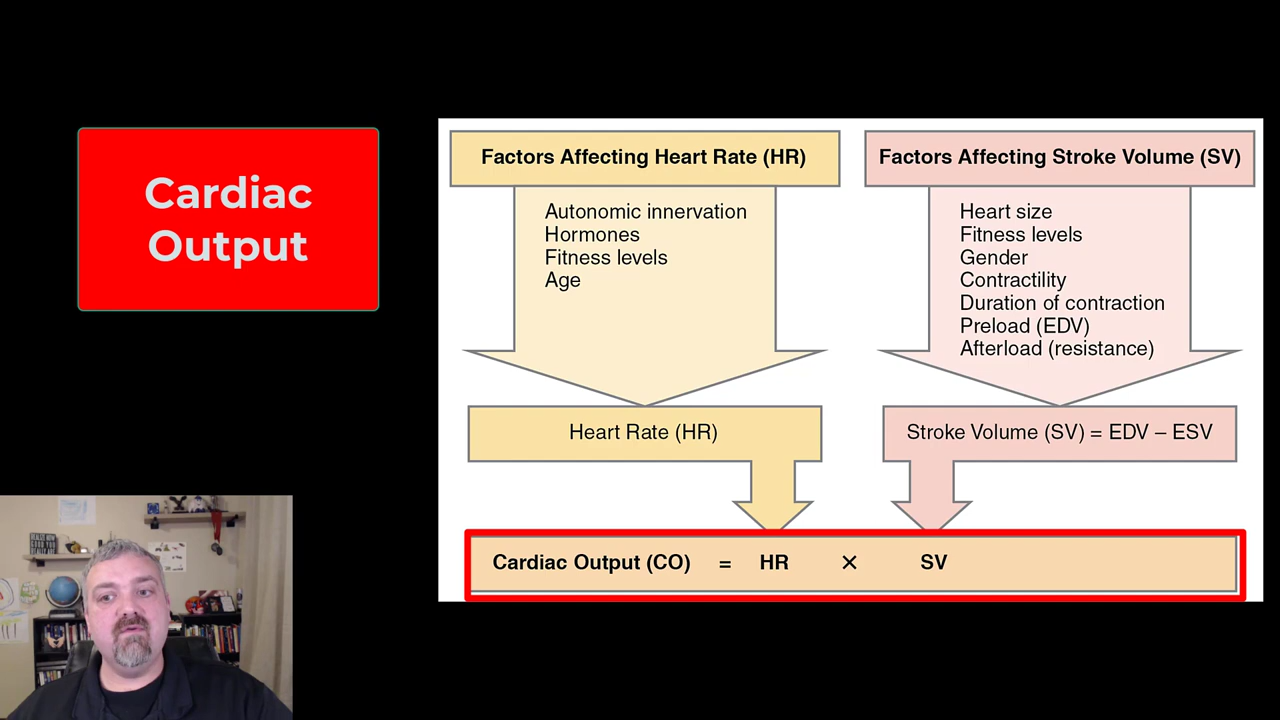 Cardiac
Output
Factors Affecting Heart Rate (HR)
Autonomic innervation
Hormones
Fitness levels
Age
Heart Rate (HR)
Factors Affecting Stroke Volume (SV)
Heart size
Fitness levels
Gender
Contractility
Duration of contraction
Preload (EDV)
Afterload (resistance)
Stroke Volume (SV) = EDV – ESV
Cardiac Output (CO) = HR × SV